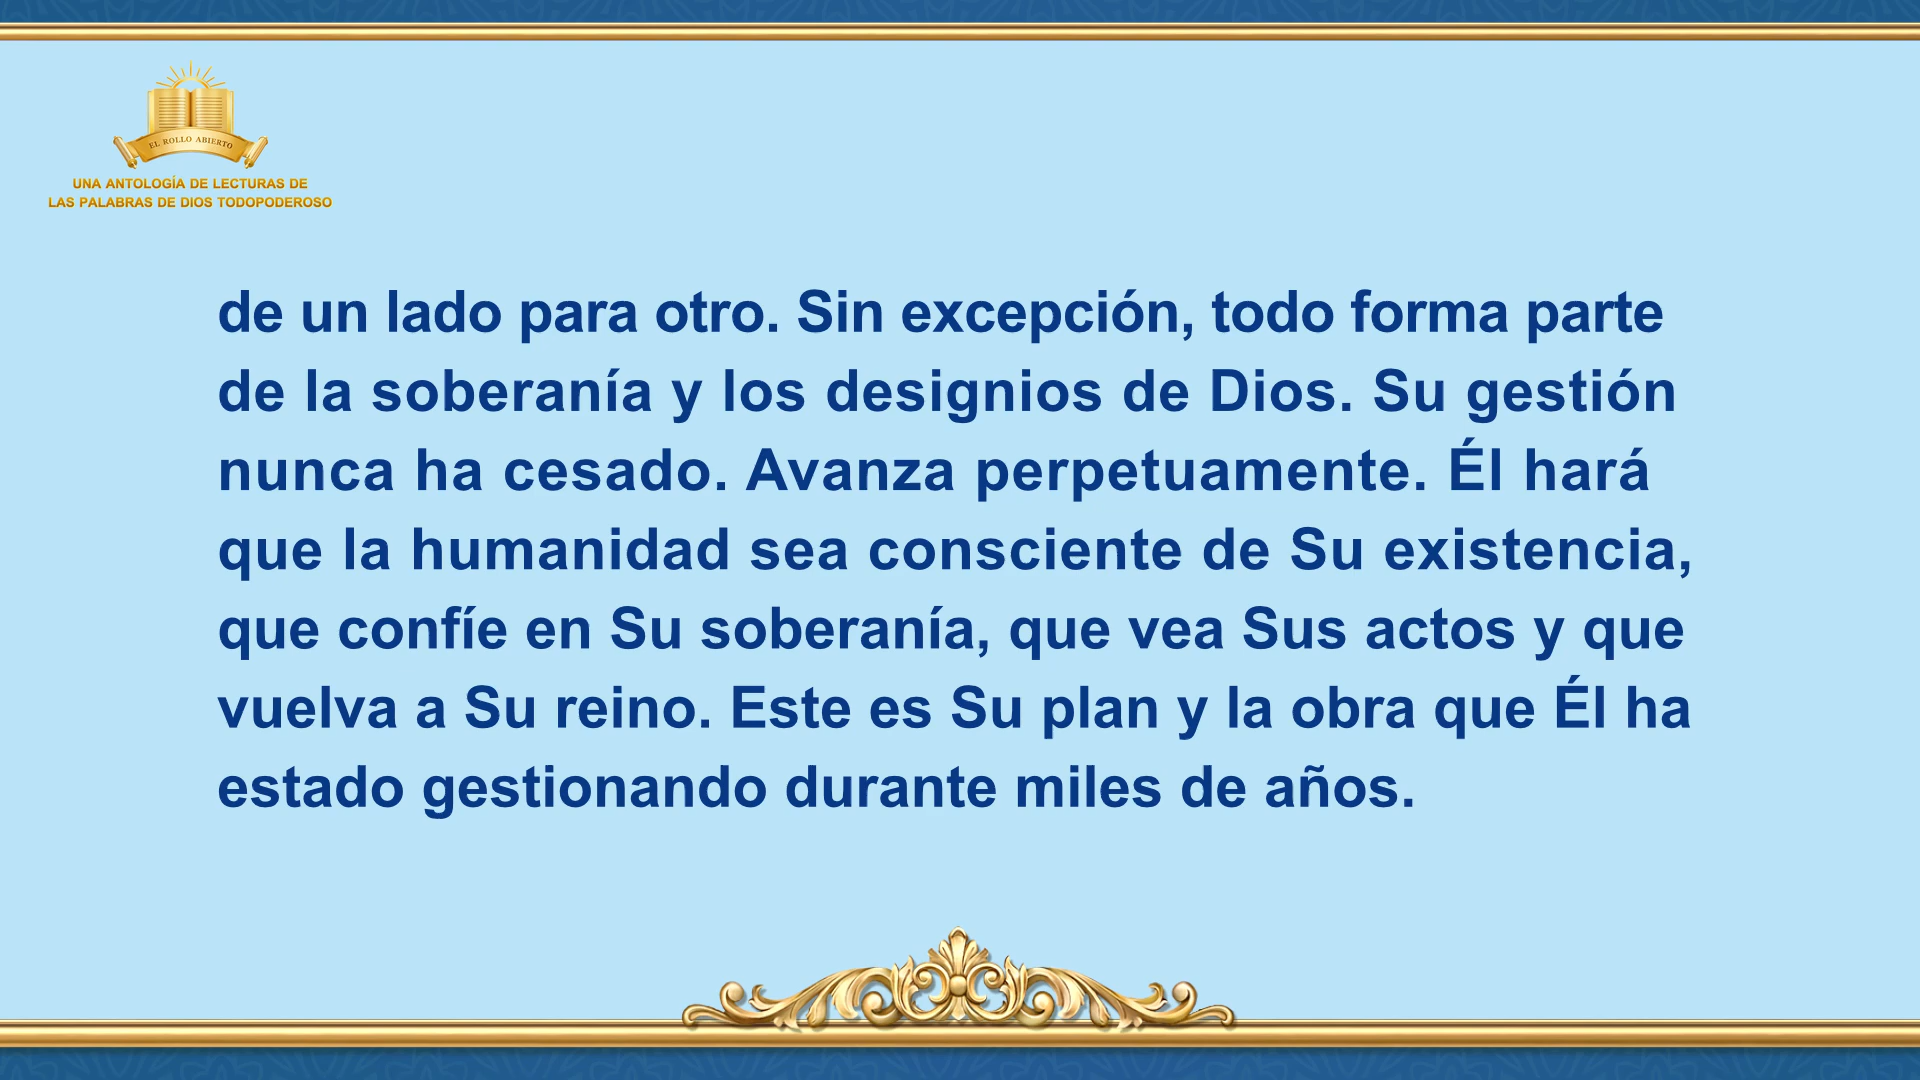 EL ROLLO ABIERTO
UNA ANTOLOGÍA DE LECTURAS DE
LAS PALABRAS DE DIOS TODOPODEROSO
de un lado para otro. Sin excepción, todo forma parte
de la soberanía y los designios de Dios. Su gestión
nunca ha cesado. Avanza perpetuamente. Él hará
que la humanidad sea consciente de Su existencia,
que confíe en Su soberanía, que vea Sus actos y que
vuelva a Su reino. Este es Su plan y la obra que Él ha
estado gestionando durante miles de años.